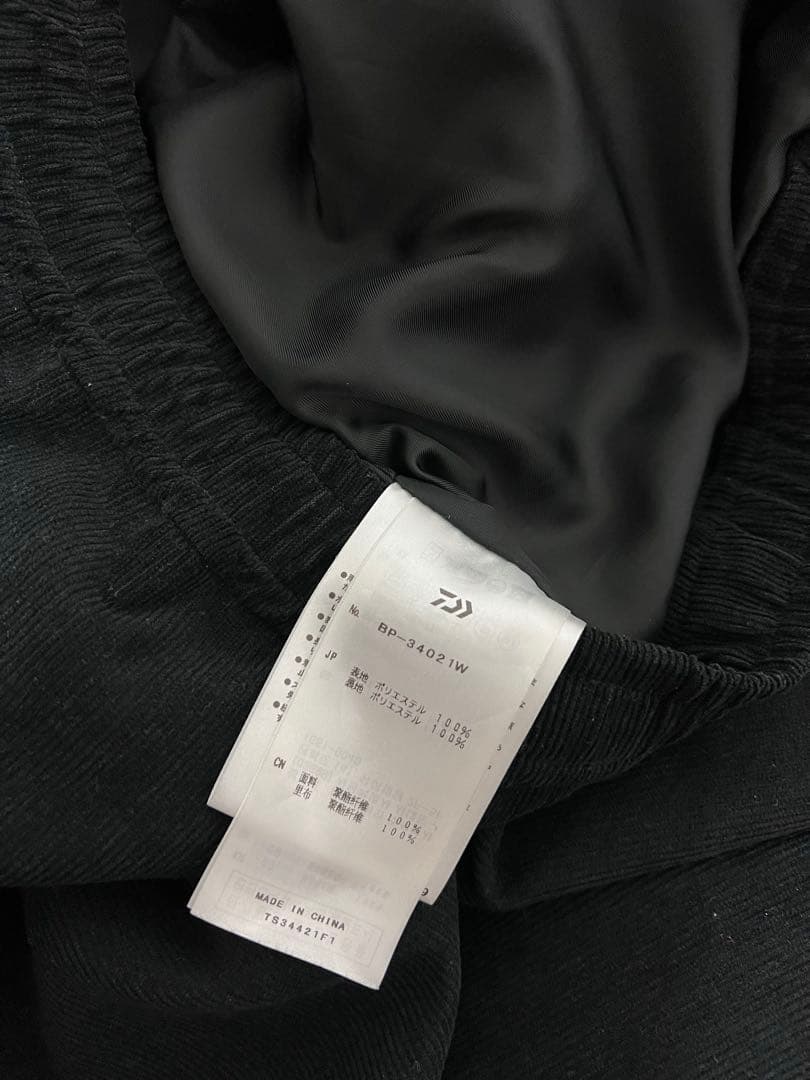 No. BP-34021W
JP
表地 ポリエステル 100%
裏地 ポリエステル 100%
CN
面料 聚酯纤维 100%
里布 聚酯纤维 100%
MADE IN CHINA
TS34421F1